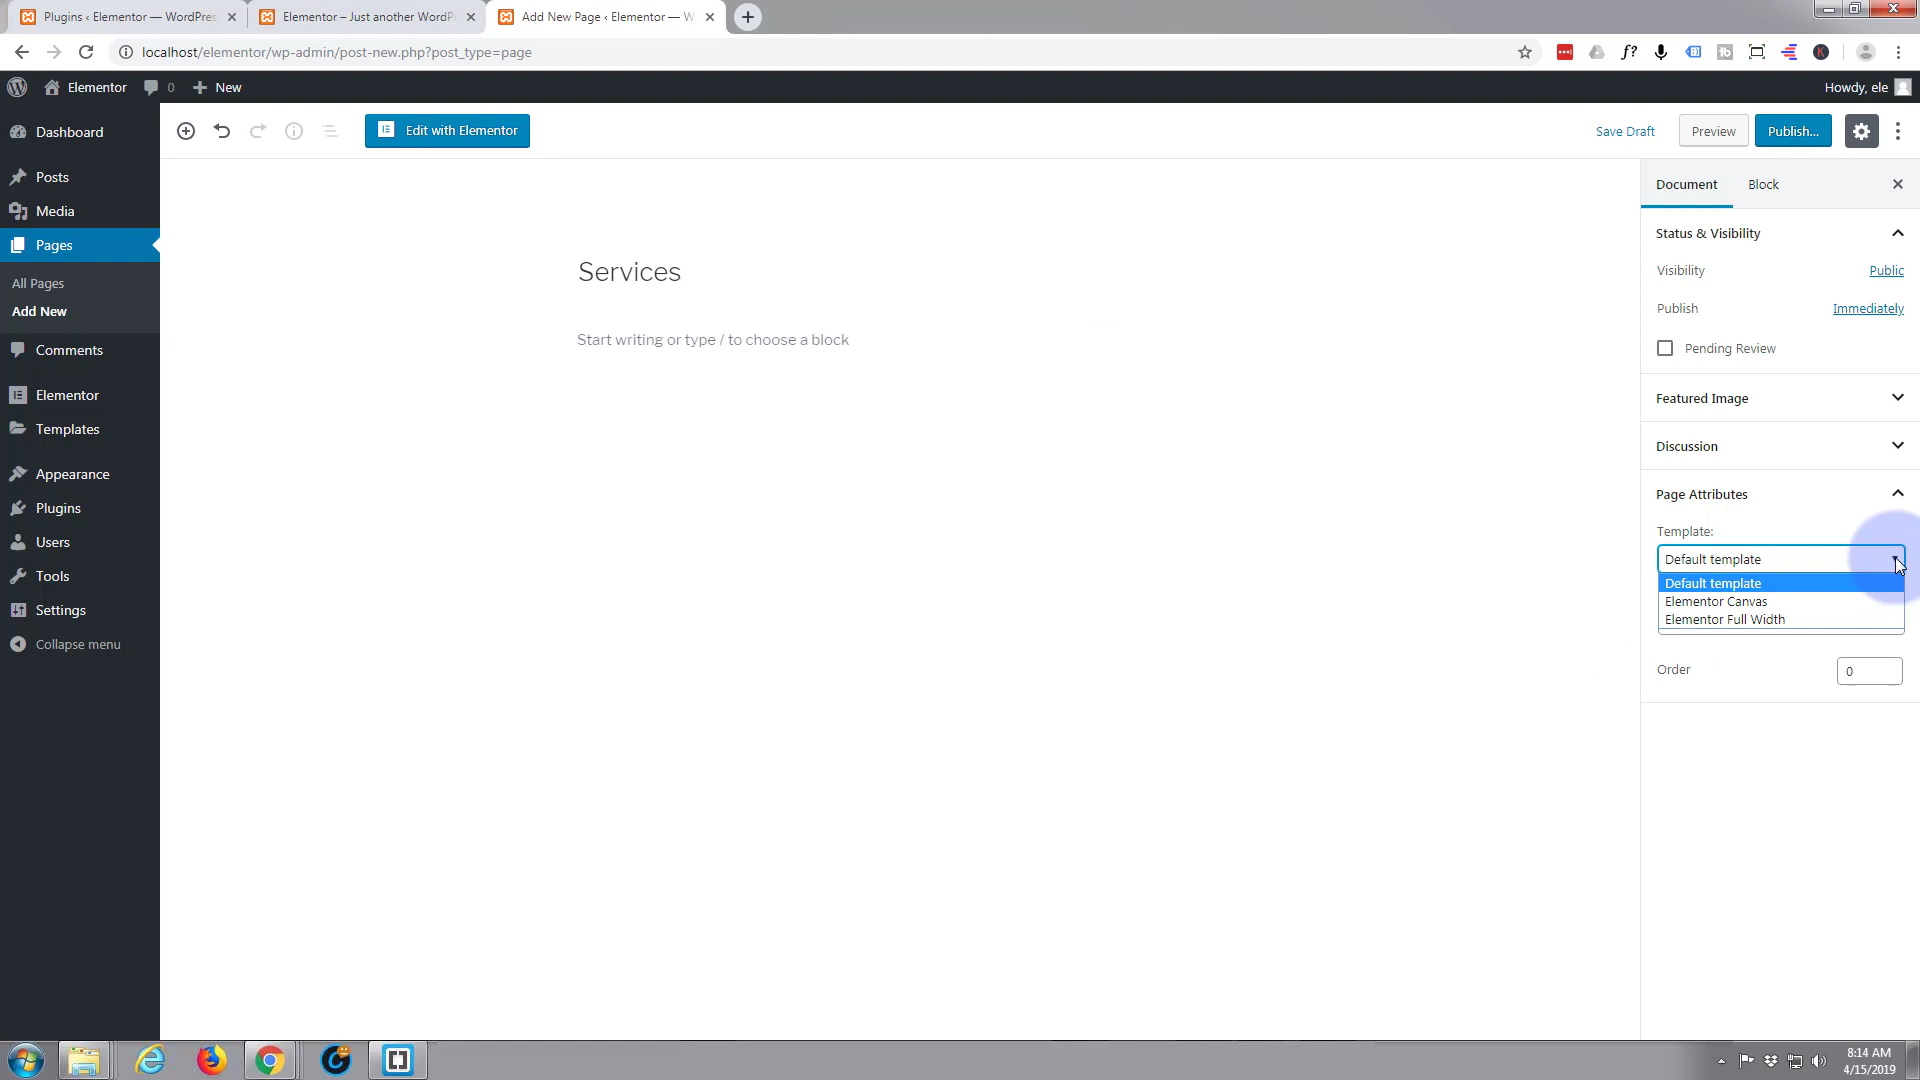 Plugins ‹ Elementor — WordPres
Elementor – Just another WordP
Add New Page ‹ Elementor — W
localhost/elementor/wp-admin/post-new.php?post_type=page
Elementor
0
New
Howdy, ele
Dashboard
Posts
Media
Pages
All Pages
Add New
Comments
Elementor
Templates
Appearance
Plugins
Users
Tools
Settings
Collapse menu
Edit with Elementor
Save Draft
Preview
Publish...
Services
Start writing or type / to choose a block
Document
Block
Status & Visibility
Visibility
Public
Publish
Immediately
Pending Review
Featured Image
Discussion
Page Attributes
Template:
Default template
Default template
Elementor Canvas
Elementor Full Width
Order
0
8:14 AM
4/15/2019